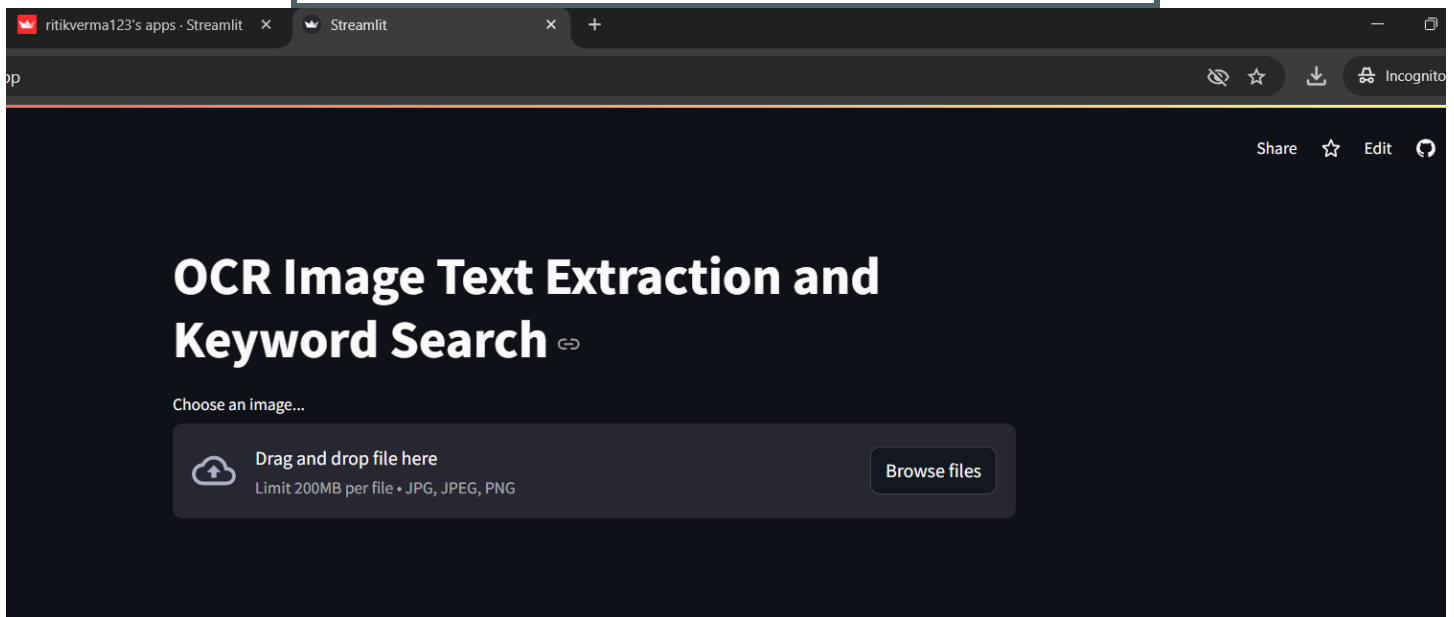 ritikverma123's apps · Streamlit
Streamlit
Incognito
Share
Edit
OCR Image Text Extraction and
Keyword Search
Choose an image...
Drag and drop file here
Limit 200MB per file • JPG, JPEG, PNG
Browse files